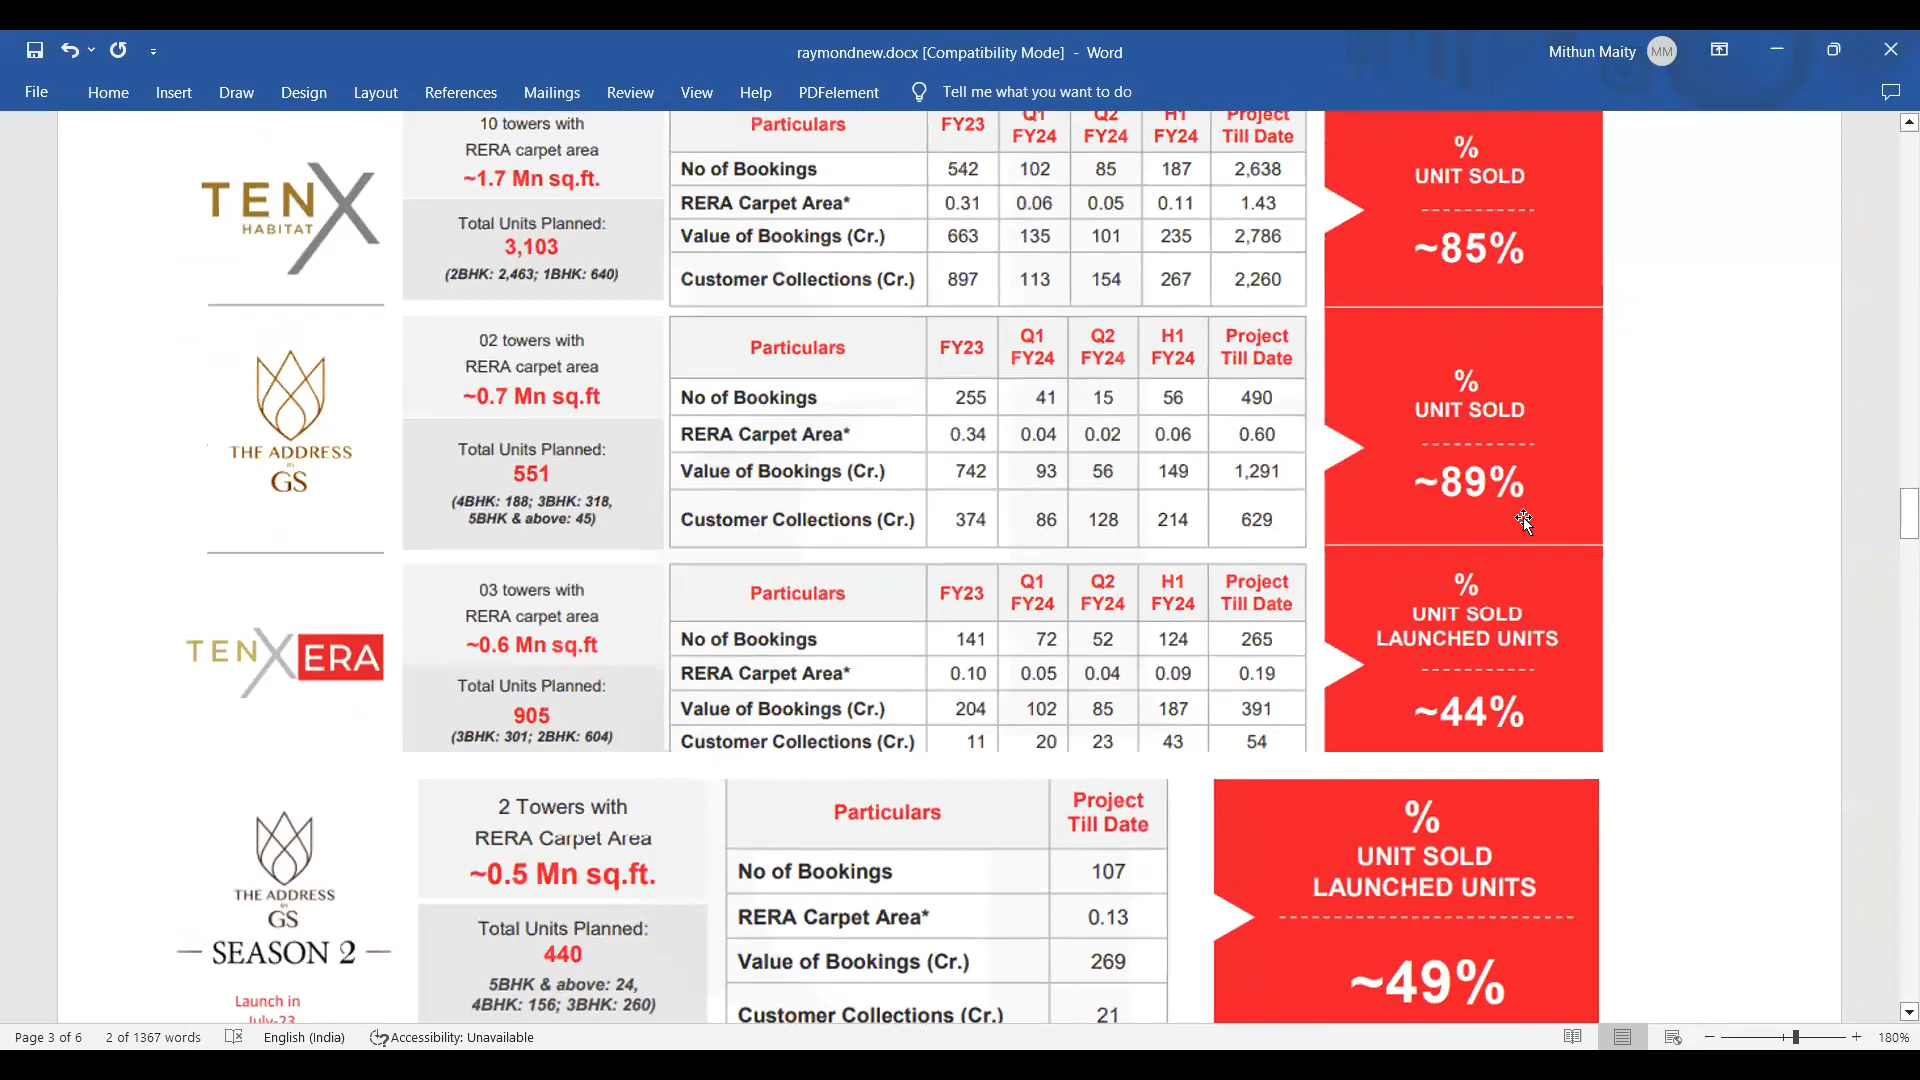 raymondnew.docx [Compatibility Mode] - Word
Mithun Maity MM
File Home Insert Draw Design Layout References Mailings Review View Help PDFelement Tell me what you want to do
TENX
HABITAT
10 towers with
RERA carpet area
~1.7 Mn sq.ft.
Total Units Planned:
3,103
(2BHK: 2,463; 1BHK: 640)
Particulars FY23 Q1 FY24 Q2 FY24 H1 FY24 Project Till Date
No of Bookings 542 102 85 187 2,638
RERA Carpet Area* 0.31 0.06 0.05 0.11 1.43
Value of Bookings (Cr.) 663 135 101 235 2,786
Customer Collections (Cr.) 897 113 154 267 2,260
%
UNIT SOLD
~85%
THE ADDRESS
BY
GS
02 towers with
RERA carpet area
~0.7 Mn sq.ft
Total Units Planned:
551
(4BHK: 188; 3BHK: 318,
5BHK & above: 45)
Particulars FY23 Q1 FY24 Q2 FY24 H1 FY24 Project Till Date
No of Bookings 255 41 15 56 490
RERA Carpet Area* 0.34 0.04 0.02 0.06 0.60
Value of Bookings (Cr.) 742 93 56 149 1,291
Customer Collections (Cr.) 374 86 128 214 629
%
UNIT SOLD
~89%
TENX ERA
03 towers with
RERA carpet area
~0.6 Mn sq.ft
Total Units Planned:
905
(3BHK: 301; 2BHK: 604)
Particulars FY23 Q1 FY24 Q2 FY24 H1 FY24 Project Till Date
No of Bookings 141 72 52 124 265
RERA Carpet Area* 0.10 0.05 0.04 0.09 0.19
Value of Bookings (Cr.) 204 102 85 187 391
Customer Collections (Cr.) 11 20 23 43 54
%
UNIT SOLD
LAUNCHED UNITS
~44%
THE ADDRESS
BY
GS
SEASON 2
Launch in
July-23
2 Towers with
RERA Carpet Area
~0.5 Mn sq.ft.
Total Units Planned:
440
5BHK & above: 24,
4BHK: 156; 3BHK: 260)
Particulars Project Till Date
No of Bookings 107
RERA Carpet Area* 0.13
Value of Bookings (Cr.) 269
Customer Collections (Cr.) 21
%
UNIT SOLD
LAUNCHED UNITS
~49%
Page 3 of 6 2 of 1367 words English (India) Accessibility: Unavailable 180%